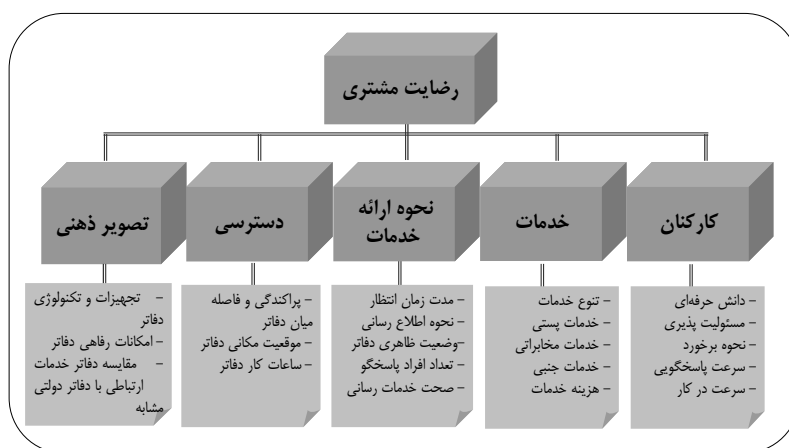 رضایت مشتری
کارکنان
خدمات
نحوه ارائه
خدمات
دسترسی
تصویر ذهنی
– دانش حرفه‌ای
– مسئولیت پذیری
– نحوه برخورد
– سرعت پاسخگویی
– سرعت در کار
– تنوع خدمات
– خدمات پستی
– خدمات مخابراتی
– خدمات جنبی
– هزینه خدمات
– مدت زمان انتظار
– نحوه اطلاع رسانی
–وضعیت ظاهری دفاتر
– تعداد افراد پاسخگو
– صحت خدمات رسانی
– پراکندگی و فاصله
میان دفاتر
– موقعیت مکانی دفاتر
– ساعات کار دفاتر
– تجهیزات و تکنولوژی
دفاتر
– امکانات رفاهی دفاتر
– مقایسه دفاتر خدمات
ارتباطی با دفاتر دولتی
مشابه